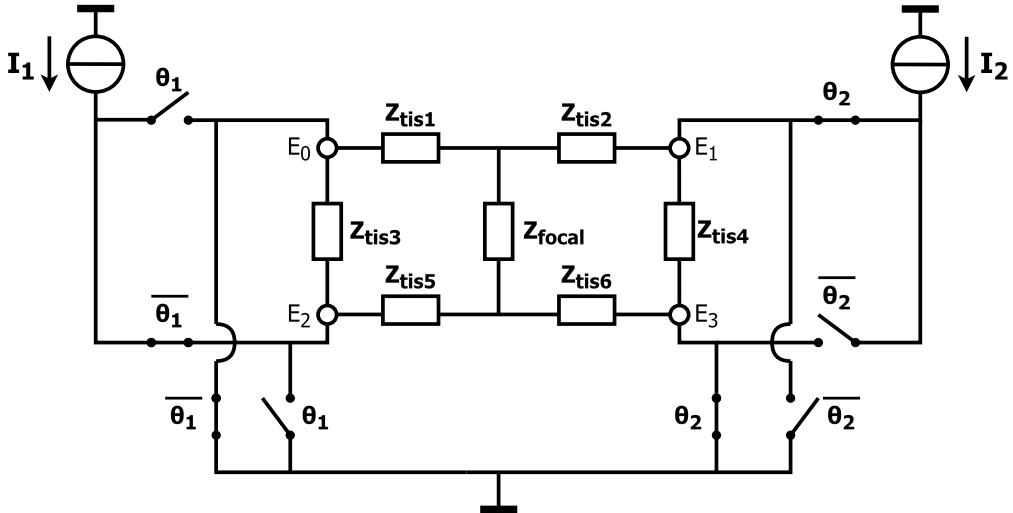 I1
θ1
θ2
I2
Ztis1
Ztis2
E0
E1
Ztis3
Zfocal
Ztis4
Ztis5
Ztis6
θ1
θ2
E2
E3
θ1
θ1
θ2
θ2